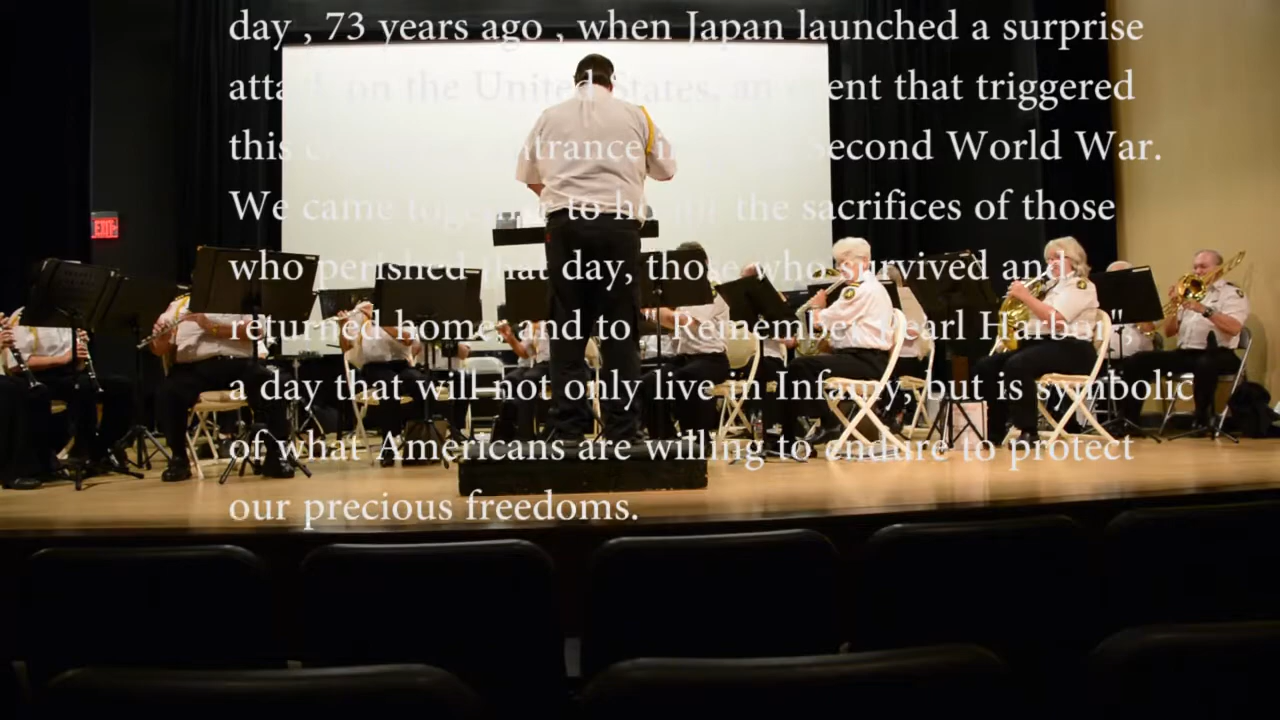 day , 73 years ago , when Japan launched a surprise
attack on the United States, an event that triggered
this entrance Second World War.
We came together to honor the sacrifices of those
who perished that day, those who survived and
returned home, and to "Remember Pearl Harbor",
a day that will not only live in Infamy, but is symbolic
of what Americans are willing to endure to protect
our precious freedoms.
EXIT